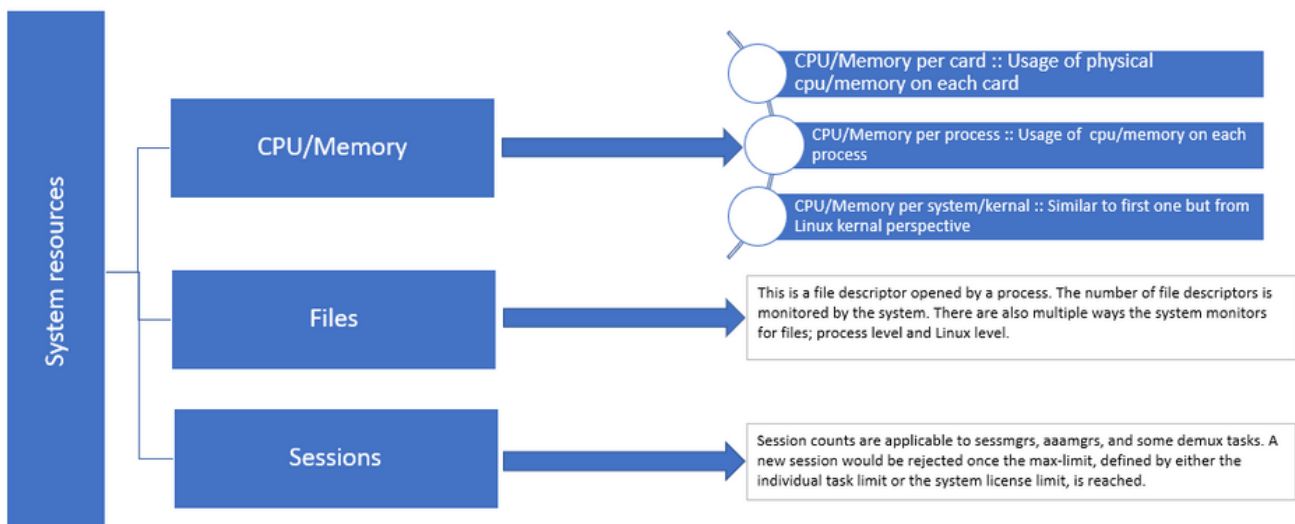 System resources
CPU/Memory
CPU/Memory per card :: Usage of physical
cpu/memory on each card
CPU/Memory per process :: Usage of  cpu/memory on each
process
CPU/Memory per system/kernel :: Similar to first one but from
Linux kernal perspective
Files
This is a file descriptor opened by a process. The number of file descriptors is
monitored by the system. There are also multiple ways the system monitors
for files; process level and Linux level.
Sessions
Session counts are applicable to sessmgrs, aaamgrs, and some demux tasks. A
new session would be rejected once the max-limit, defined by either the
individual task limit or the system license limit, is reached.